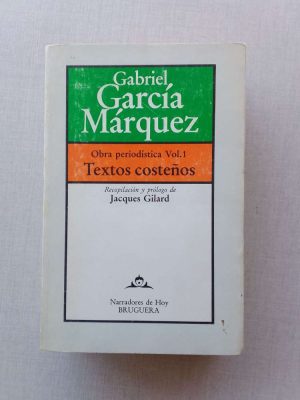 Gabriel
García
Márquez
Obra periodística Vol.1
Textos costeños
Recopilación y prólogo de
Jacques Gilard
Narradores de Hoy
BRUGUERA